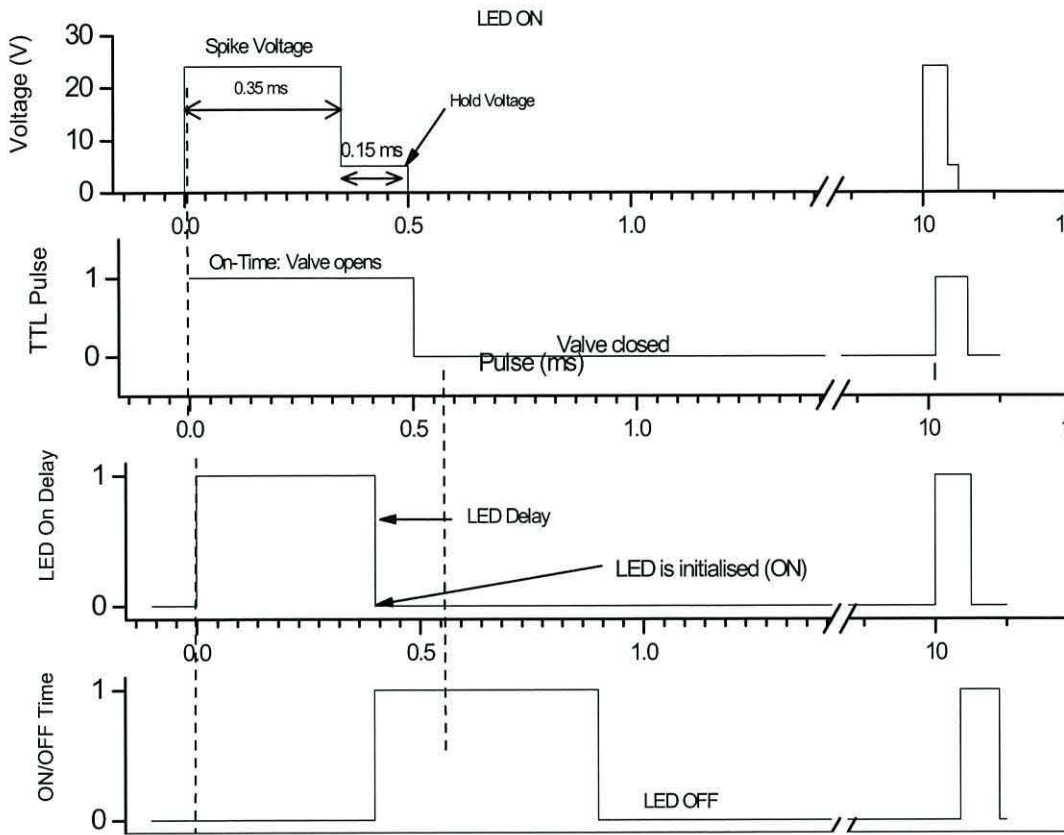 LED ON
Voltage (V)
30
20
10
0
Spike Voltage
0.35 ms
0.15 ms
Hold Voltage
0.0
0.5
1.0
10
1
TTL Pulse
1
0
On-Time: Valve opens
Valve closed
Pulse (ms)
0.0
0.5
1.0
10
1
LED On Delay
1
0
LED Delay
LED is initialised (ON)
0.0
0.5
1.0
10
ON/OFF Time
1
0
LED OFF